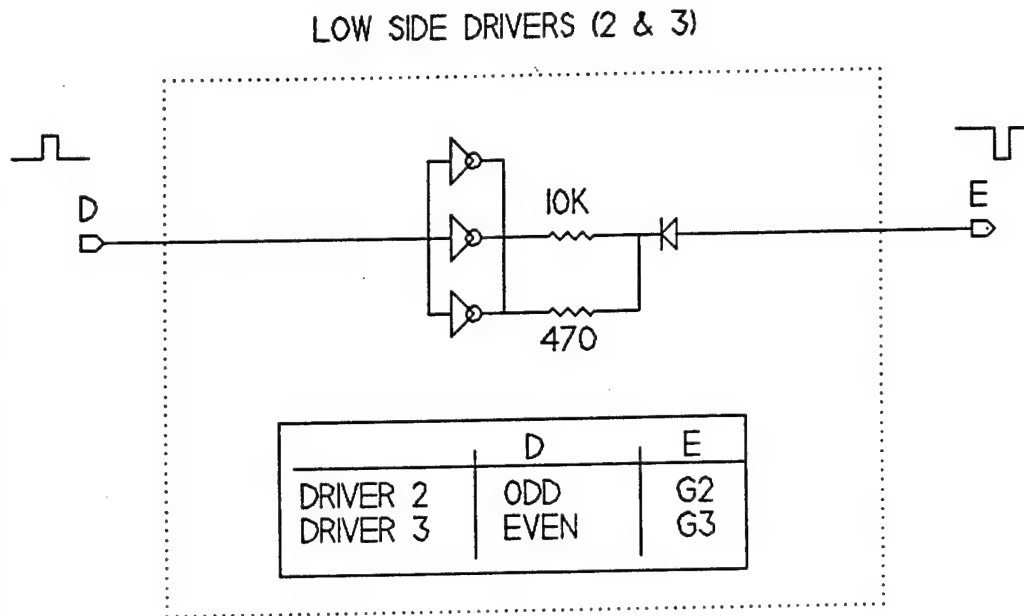 LOW SIDE DRIVERS (2 & 3)
D
E
10K
470
D E
DRIVER 2 ODD G2
DRIVER 3 EVEN G3